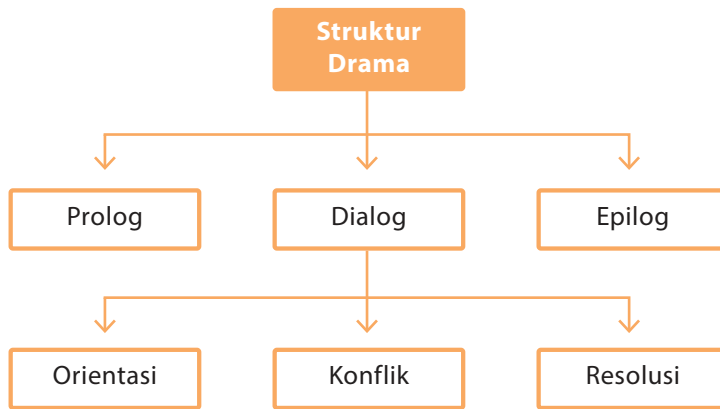 Struktur
Drama
Prolog
Dialog
Epilog
Orientasi
Konflik
Resolusi